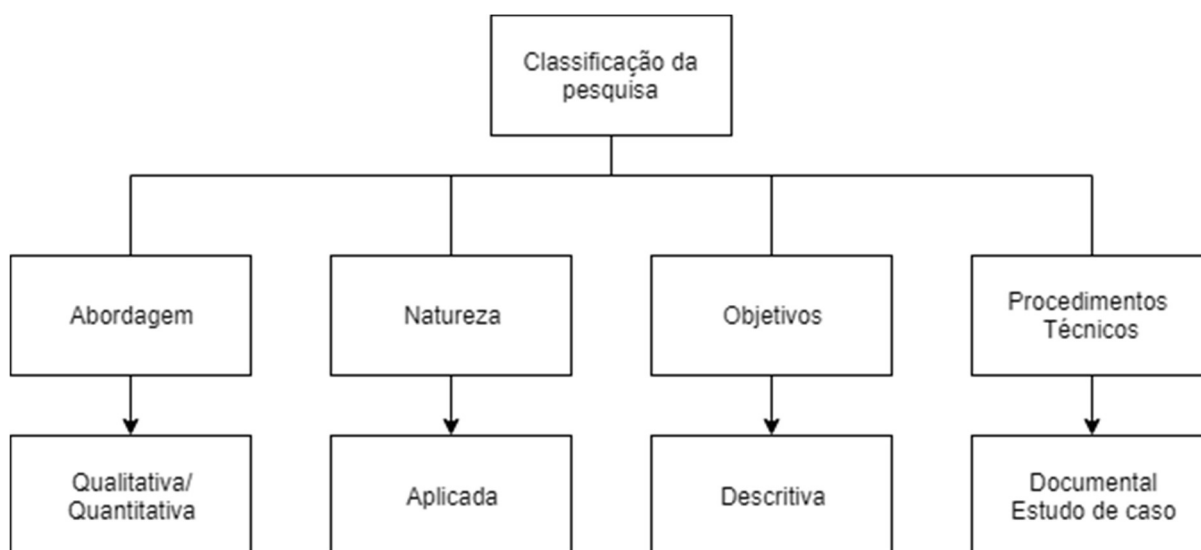 Classificação da
pesquisa
Abordagem
Natureza
Objetivos
Procedimentos
Técnicos
Qualitativa/
Quantitativa
Aplicada
Descritiva
Documental
Estudo de caso